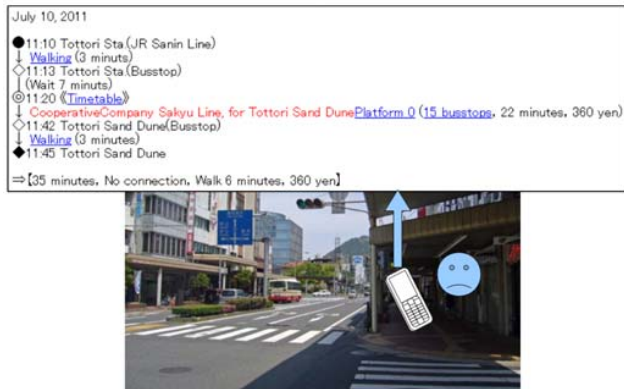 July 10, 2011
●11:10 Tottori Sta.(JR Sanin Line)
↓ Walking (3 minuts)
◇11:13 Tottori Sta.(Busstop)
│(Wait 7 minuts)
◎11:20 《Timetable》
↓ CooperativeCompany Sakyu Line, for Tottori Sand DunePlatform 0 (15 busstops, 22 minutes, 360 yen)
◇11:42 Tottori Sand Dune(Busstop)
↓ Walking (3 minutes)
◆11:45 Tottori Sand Dune
⇒【35 minutes, No connection, Walk 6 minutes, 360 yen】